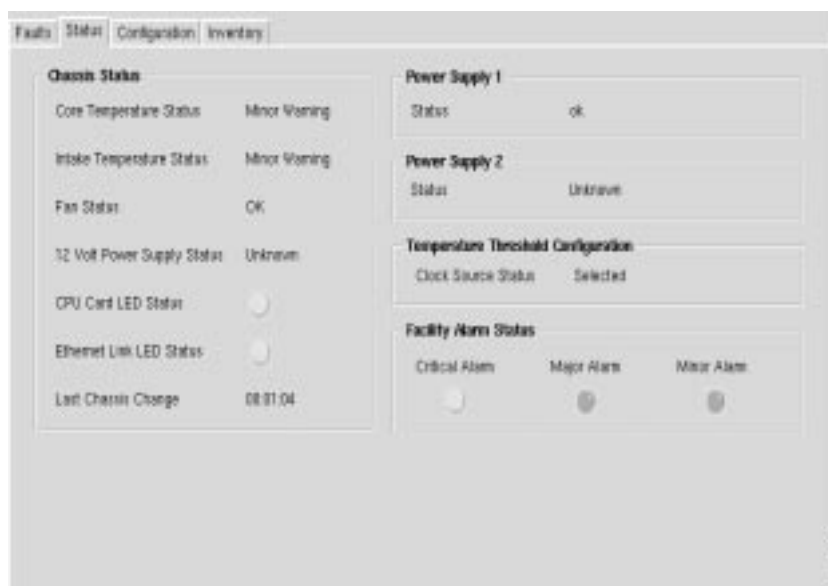 Faults Status Configuration Inventory
Chassis Status
Core Temperature Status Minor Warning
Intake Temperature Status Minor Warning
Fan Status OK
12 Volt Power Supply Status Unknown
CPU Card LED Status
Ethernet Link LED Status
Last Chassis Change 00:01:04
Power Supply 1
Status ok
Power Supply 2
Status Unknown
Temperature Threshold Configuration
Clock Source Status Selected
Facility Alarm Status
Critical Alarm Major Alarm Minor Alarm